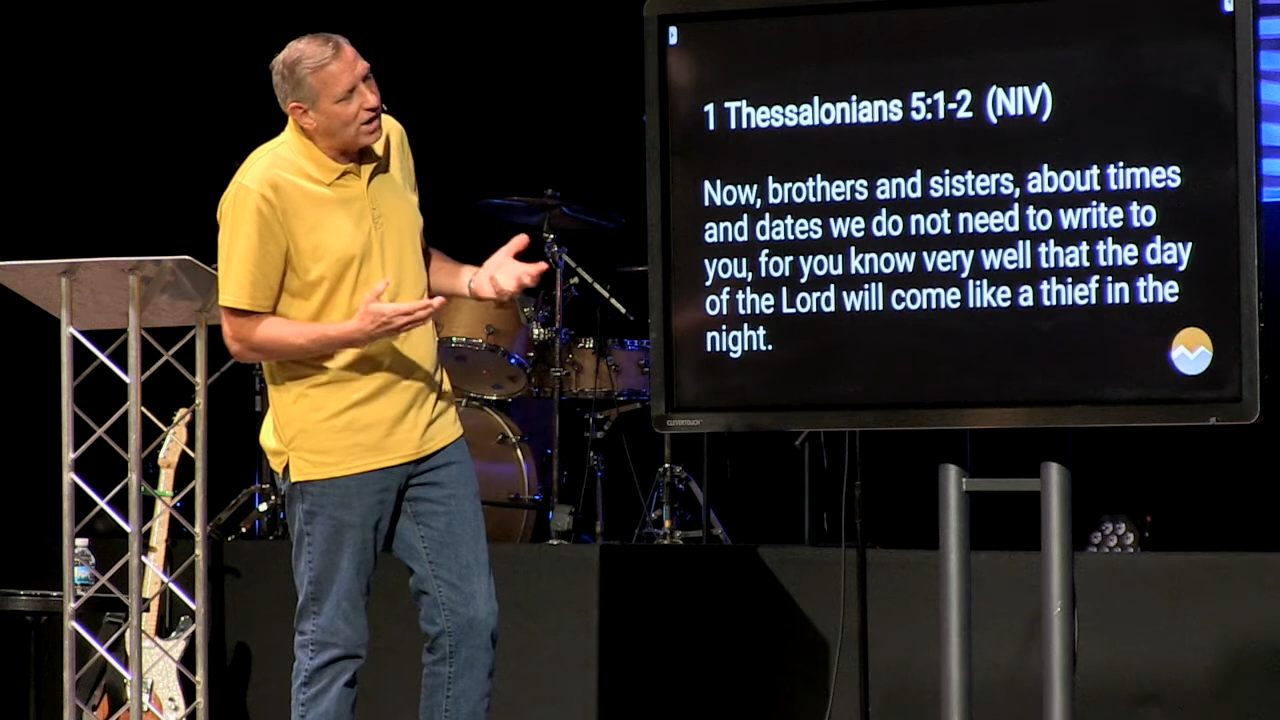 1 Thessalonians 5:1-2 (NIV)
Now, brothers and sisters, about times
and dates we do not need to write to
you, for you know very well that the day
of the Lord will come like a thief in the
night.
CLEVERTOUCH